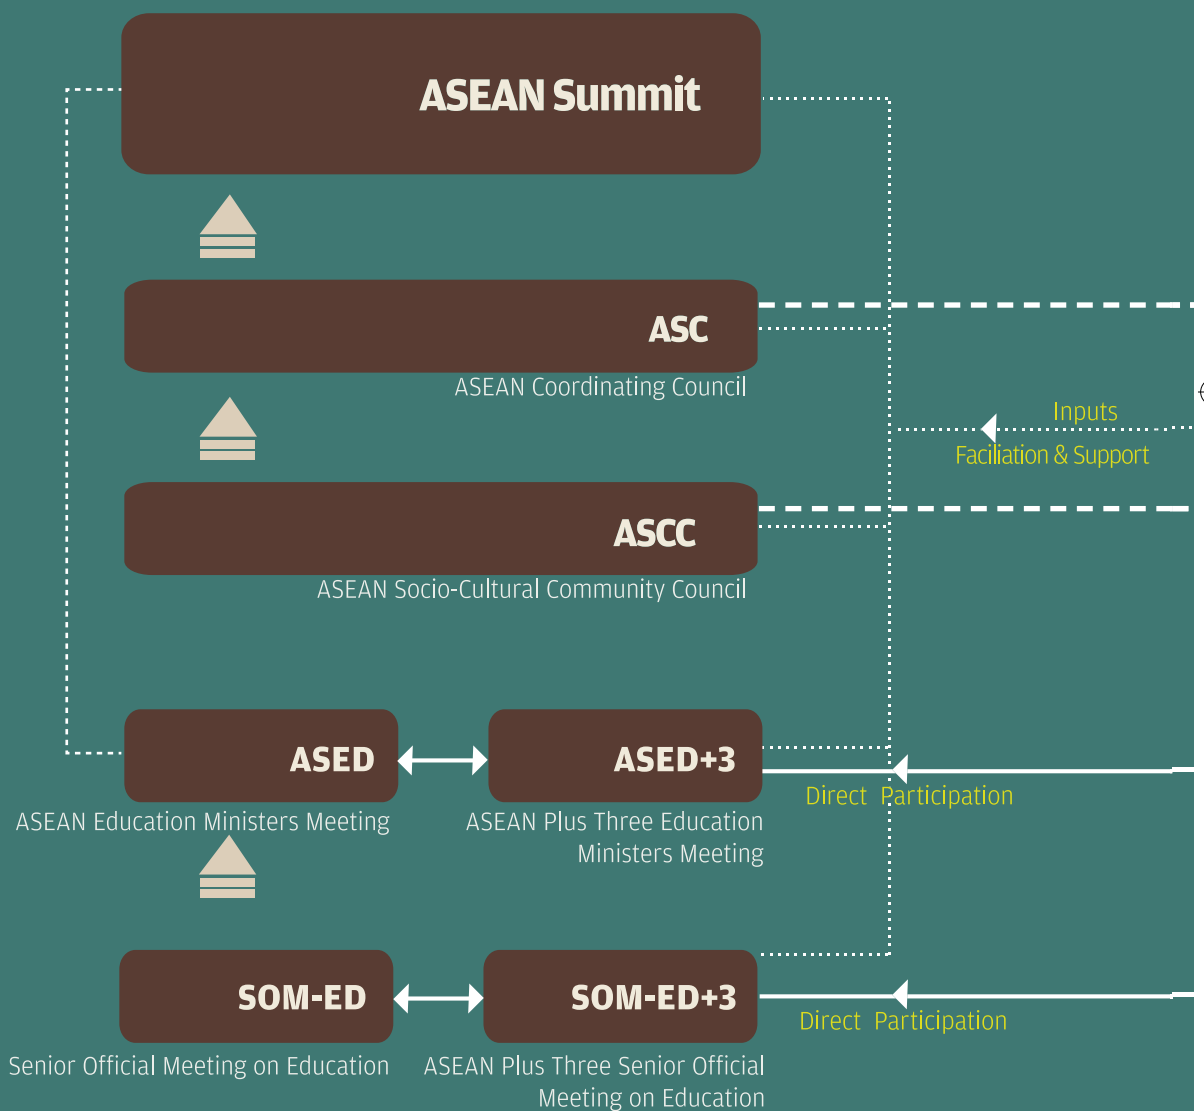 ASEAN Summit
ASC
ASEAN Coordinating Council
Inputs
Faciliation & Support
ASCC
ASEAN Socio-Cultural Community Council
ASED
ASED+3
ASEAN Education Ministers Meeting
ASEAN Plus Three Education
Ministers Meeting
Direct Participation
SOM-ED
SOM-ED+3
Senior Official Meeting on Education
ASEAN Plus Three Senior Official
Meeting on Education
Direct Participation